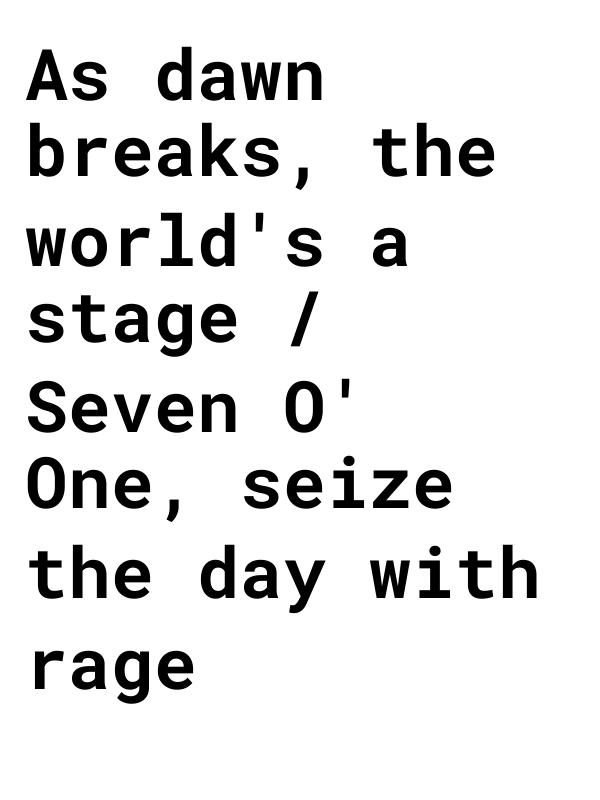 As dawn
breaks, the
world's a
stage /
Seven O'
One, seize
the day with
rage